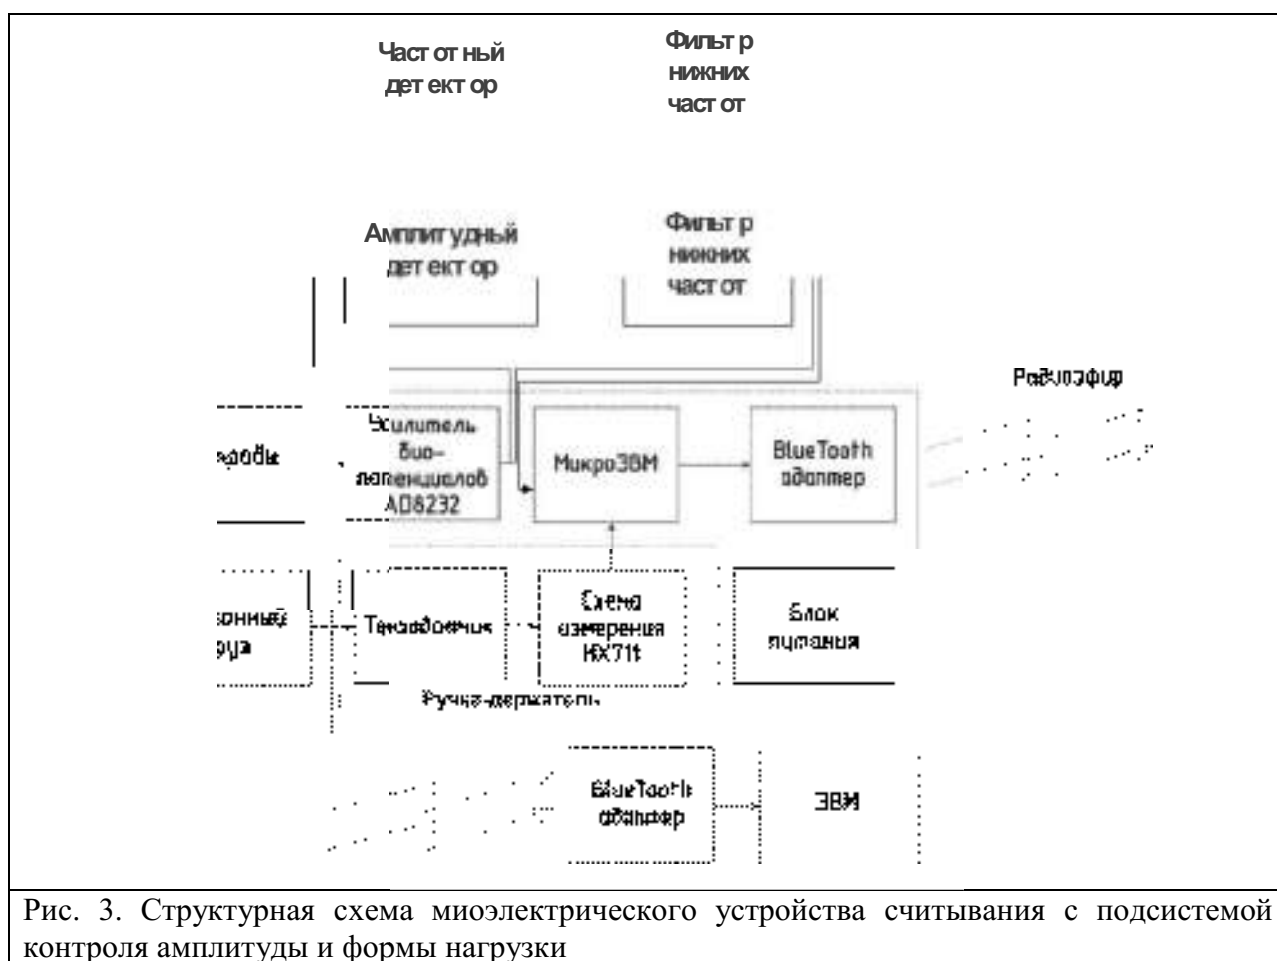 Частотный
детектор
Фильтр
нижних
частот
Амплитудный
детектор
Фильтр
нижних
частот
Радиоэфир
Усилитель
био-
потенциалов
AD8232
МикроЭВМ
BlueTooth
адаптер
Тензодатчик
Схема
измерения
HX711
Блок
питания
Ручка-держатель
BlueTooth
адаптер
ЭВМ
Рис. 3. Структурная схема миоэлектрического устройства считывания с подсистемой
контроля амплитуды и формы нагрузки